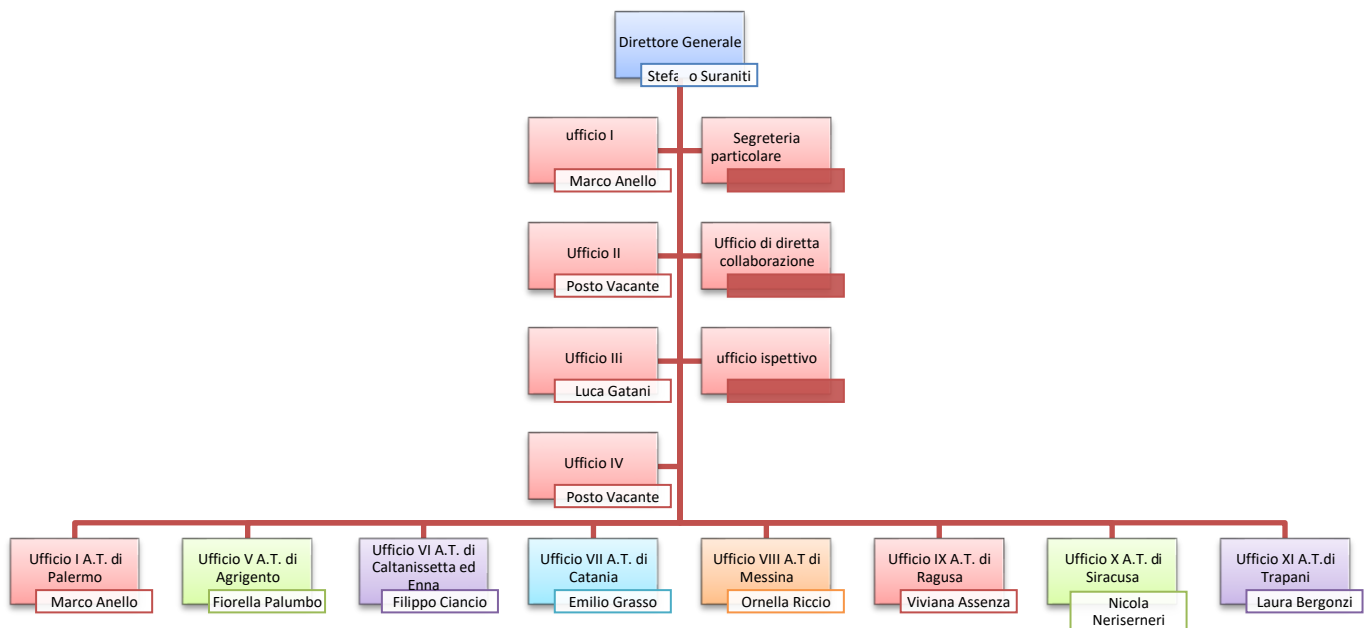 Direttore Generale
Stefa o Suraniti
ufficio I
Marco Anello
Segreteria
particolare
Ufficio II
Posto Vacante
Ufficio di diretta
collaborazione
Ufficio IIi
Luca Gatani
ufficio ispettivo
Ufficio IV
Posto Vacante
Ufficio I A.T. di
Palermo
Marco Anello
Ufficio V A.T. di
Agrigento
Fiorella Palumbo
Ufficio VI A.T. di
Caltanissetta ed
Enna
Filippo Ciancio
Ufficio VII A.T. di
Catania
Emilio Grasso
Ufficio VIII A.T di
Messina
Ornella Riccio
Ufficio IX A.T. di
Ragusa
Viviana Assenza
Ufficio X A.T. di
Siracusa
Nicola
Neriserneri
Ufficio XI A.T.di
Trapani
Laura Bergonzi